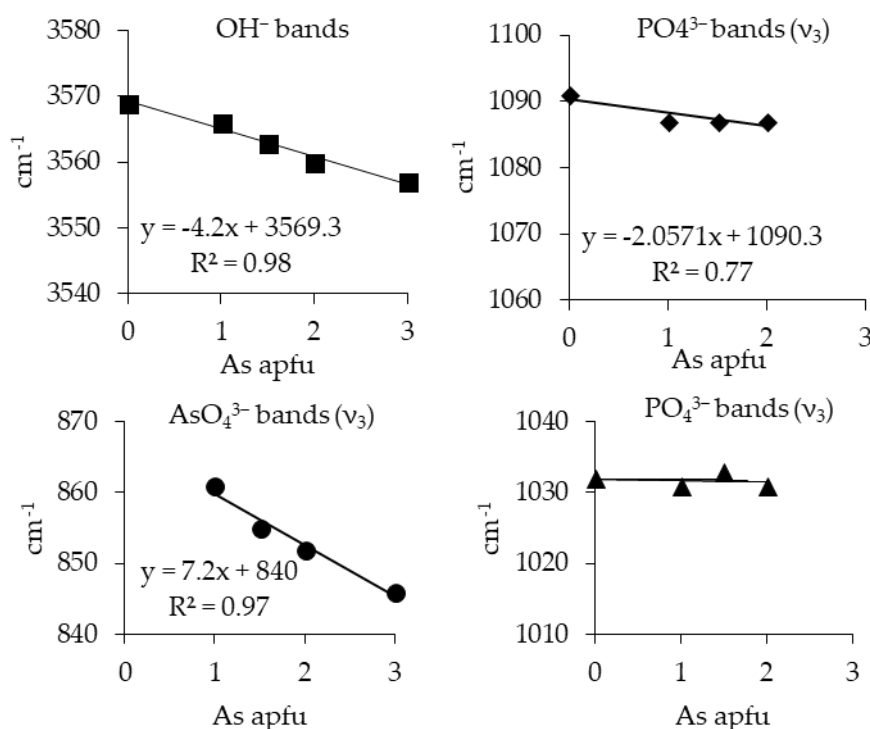 OH⁻ bands
3580
3570
3560
3550
3540
cm⁻¹
y = -4.2x + 3569.3
R² = 0.98
0 1 2 3
As apfu
PO4³⁻ bands (ν₃)
1100
1090
1080
1070
1060
cm⁻¹
y = -2.0571x + 1090.3
R² = 0.77
0 1 2 3
As apfu
AsO₄³⁻ bands (ν₃)
870
860
850
840
cm⁻¹
y = 7.2x + 840
R² = 0.97
0 1 2 3
As apfu
PO₄³⁻ bands (ν₃)
1040
1030
1020
1010
cm⁻¹
0 1 2 3
As apfu